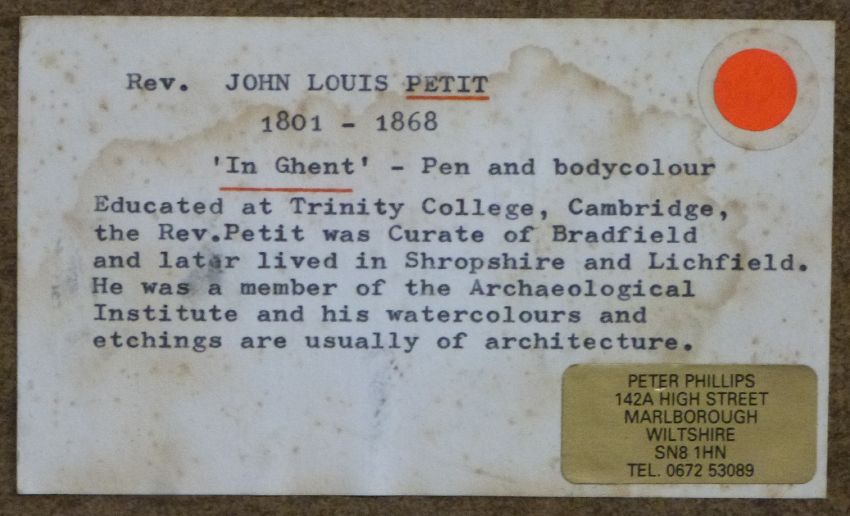 Rev. JOHN LOUIS PETIT
1801 - 1868
'In Ghent' - Pen and bodycolour
Educated at Trinity College, Cambridge,
the Rev.Petit was Curate of Bradfield
and later lived in Shropshire and Lichfield.
He was a member of the Archaeological
Institute and his watercolours and
etchings are usually of architecture.
PETER PHILLIPS
142A HIGH STREET
MARLBOROUGH
WILTSHIRE
SN8 1HN
TEL. 0672 53089